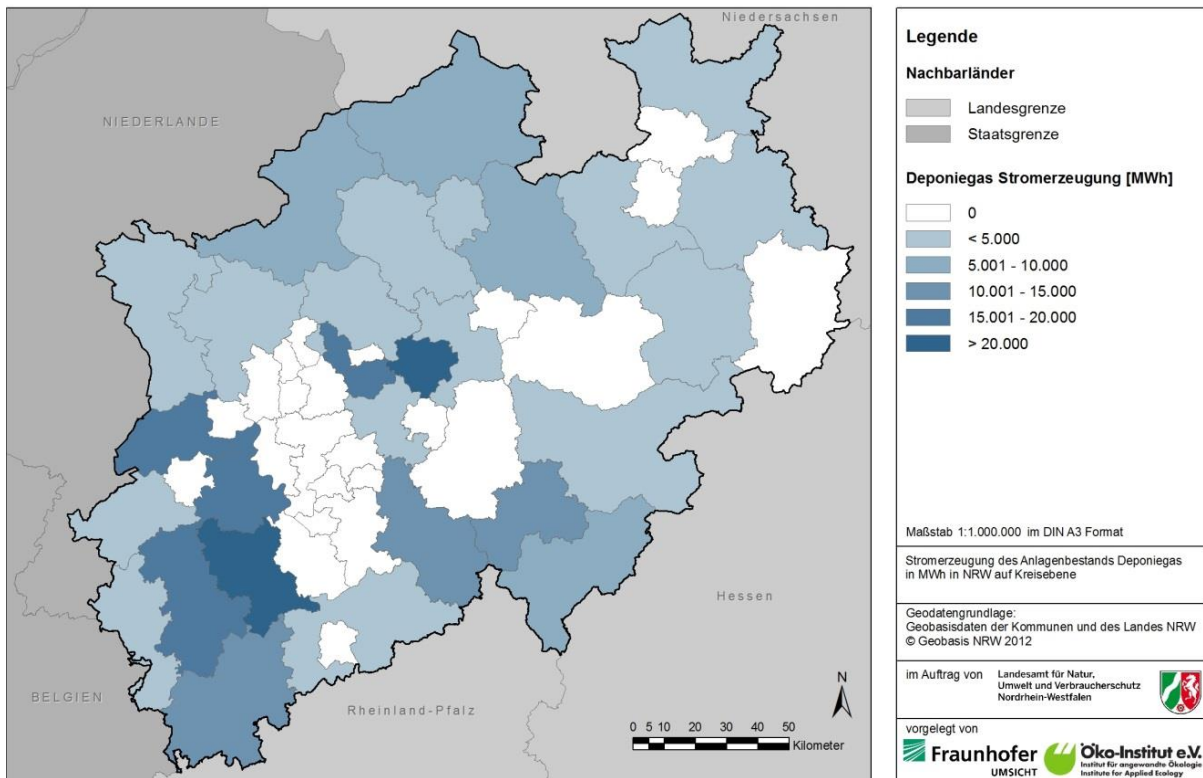 Niedersachsen
NIEDERLANDE
BELGIEN
Rheinland-Pfalz
Hessen
N
0 5 10 20 30 40 50
Kilometer
Legende
Nachbarländer
Landesgrenze
Staatsgrenze
Deponiegas Stromerzeugung [MWh]
0
< 5.000
5.001 - 10.000
10.001 - 15.000
15.001 - 20.000
> 20.000
Maßstab 1:1.000.000 im DIN A3 Format
Stromerzeugung des Anlagenbestands Deponiegas
in MWh in NRW auf Kreisebene
Geodatengrundlage:
Geobasisdaten der Kommunen und des Landes NRW
© Geobasis NRW 2012
im Auftrag von
Landesamt für Natur,
Umwelt und Verbraucherschutz
Nordrhein-Westfalen
vorgelegt von
Fraunhofer
UMSICHT
Öko-Institut e.V.
Institut für angewandte Ökologie
Institute for Applied Ecology